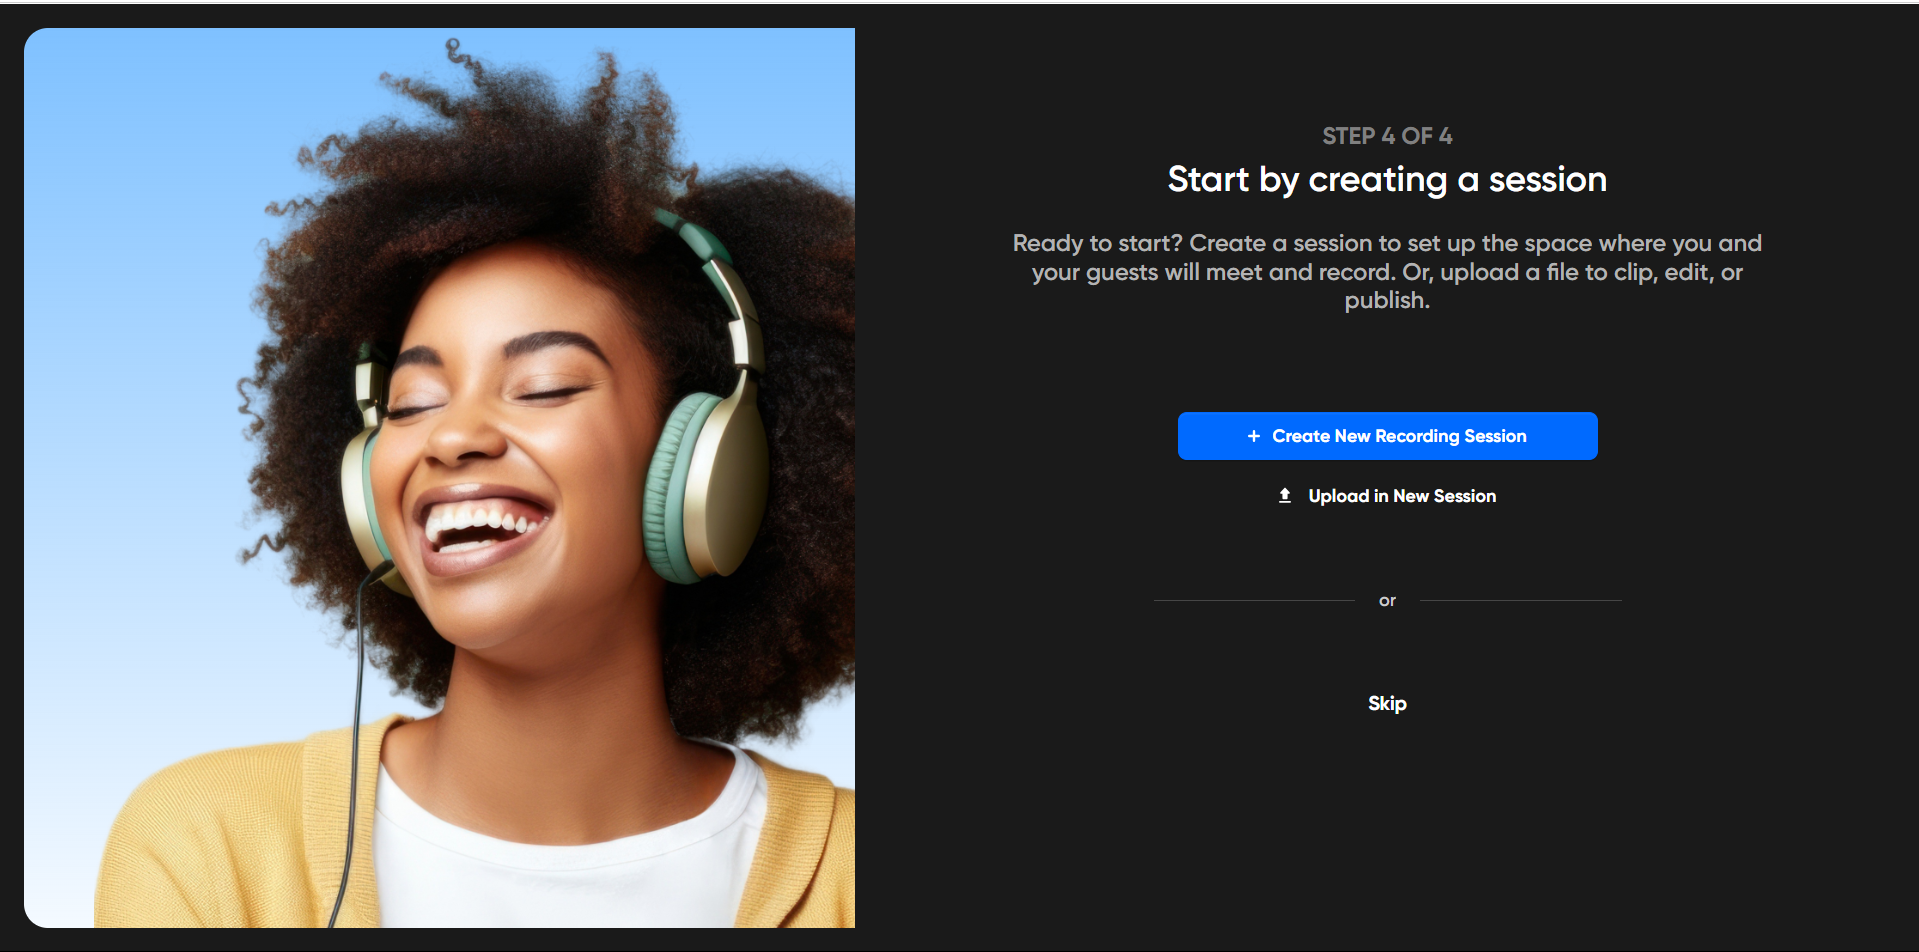 STEP 4 OF 4
Start by creating a session
Ready to start? Create a session to set up the space where you and
your guests will meet and record. Or, upload a file to clip, edit, or
publish.
+ Create New Recording Session
Upload in New Session
or
Skip